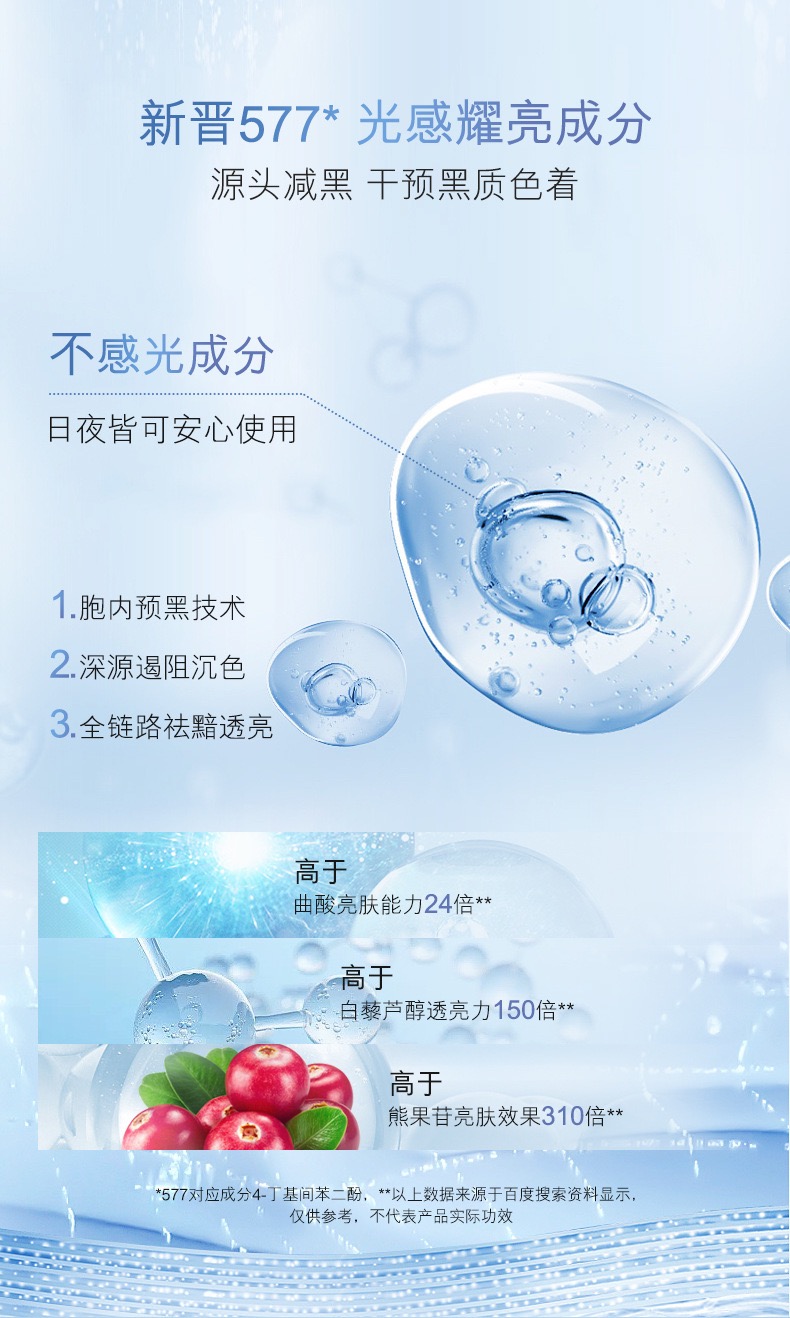 新晋577* 光感耀亮成分
源头减黑 干预黑质色着
不感光成分
日夜皆可安心使用
1.胞内预黑技术
2.深源遏阻沉色
3.全链路祛黯透亮
高于
曲酸亮肤能力24倍**
高于
白藜芦醇透亮力150倍**
高于
熊果苷亮肤效果310倍**
*577对应成分4-丁基间苯二酚，**以上数据来源于百度搜索资料显示，
仅供参考，不代表产品实际功效